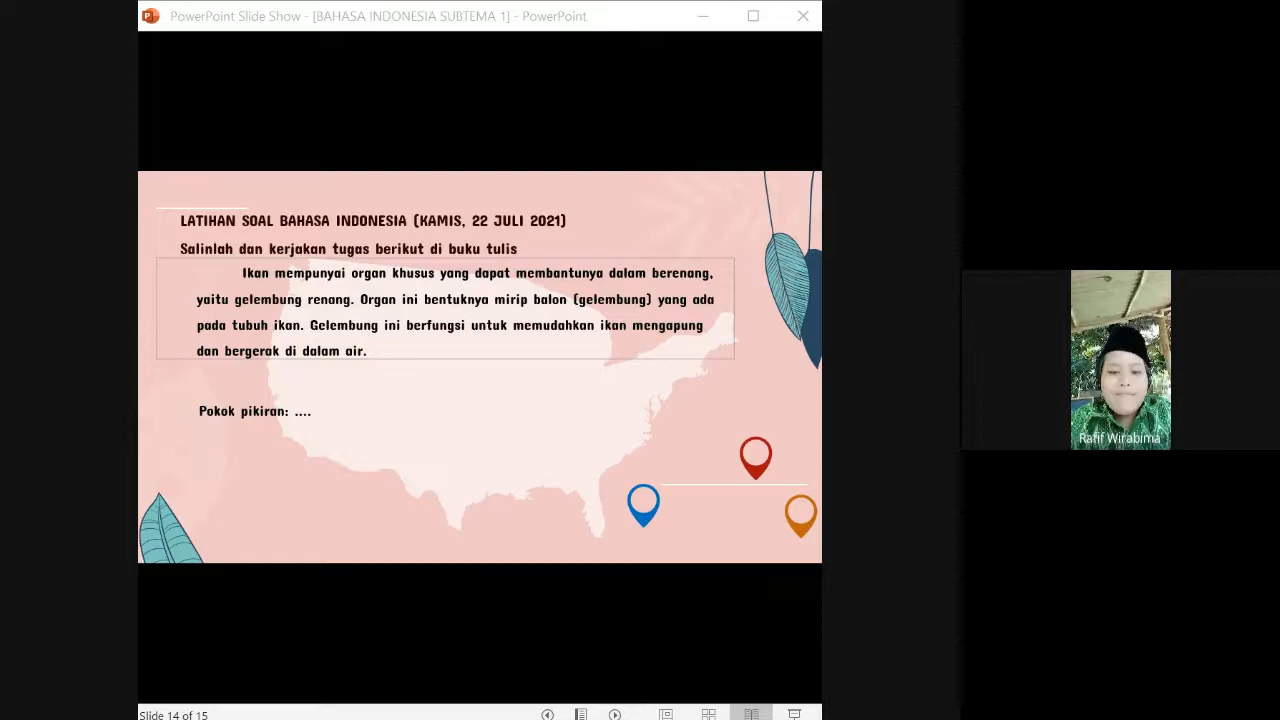 PowerPoint Slide Show - [BAHASA INDONESIA SUBTEMA 1] - PowerPoint
LATIHAN SOAL BAHASA INDONESIA (KAMIS, 22 JULI 2021)
Salinlah dan kerjakan tugas berikut di buku tulis
Ikan mempunyai organ khusus yang dapat membantunya dalam berenang,
yaitu gelembung renang. Organ ini bentuknya mirip balon (gelembung) yang ada
pada tubuh ikan. Gelembung ini berfungsi untuk memudahkan ikan mengapung
dan bergerak di dalam air.
Pokok pikiran: ....
Rafif Wirabima
Slide 14 of 15